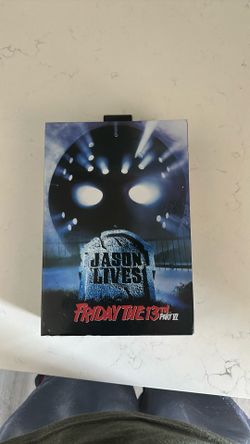 JASON
LIVES
FRIDAY THE 13TH
PART VI